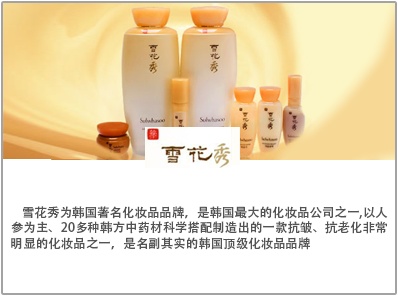 雪花秀
Sulwhasoo
雪花秀
Sulwhasoo
雪花秀
雪花秀为韩国著名化妆品品牌，是韩国最大的化妆品公司之一,以人
参为主、20多种韩方中药材科学搭配制造出的一款抗皱、抗老化非常
明显的化妆品之一，是名副其实的韩国顶级化妆品品牌